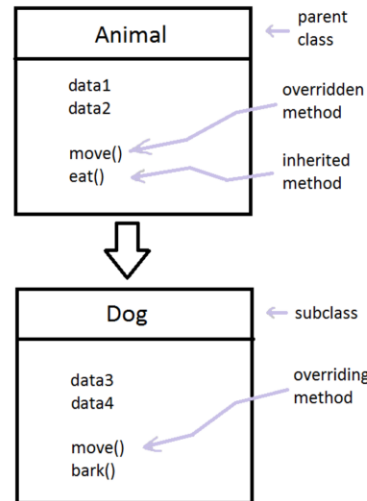 Animal
parent
class
data1
data2
overridden
method
move()
eat()
inherited
method
Dog
subclass
data3
data4
overriding
method
move()
bark()